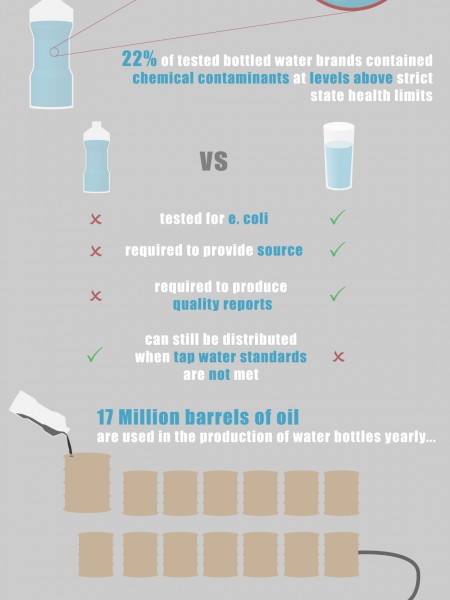 22% of tested bottled water brands contained
chemical contaminants at levels above strict
state health limits
VS
tested for e. coli
required to provide source
required to produce
quality reports
can still be distributed
when tap water standards
are not met
17 Million barrels of oil
are used in the production of water bottles yearly...